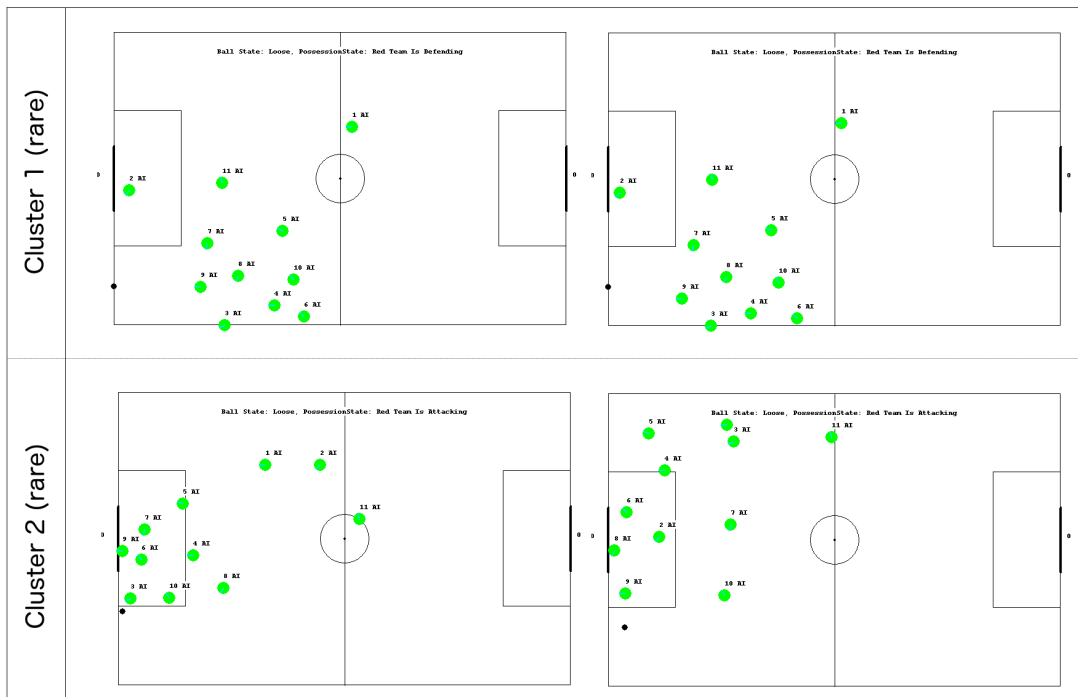 Cluster 1 (rare)
Ball State: Loose, PossessionState: Red Team Is Defending
1 AI
2 AI
11 AI
0
0
5 AI
7 AI
8 AI
10 AI
9 AI
4 AI
6 AI
3 AI
Ball State: Loose, PossessionState: Red Team Is Defending
1 AI
11 AI
2 AI
0
0
5 AI
7 AI
8 AI
10 AI
9 AI
4 AI
6 AI
3 AI
Cluster 2 (rare)
Ball State: Loose, PossessionState: Red Team Is Attacking
1 AI
2 AI
5 AI
11 AI
7 AI
0
0
9 AI
6 AI
4 AI
8 AI
3 AI
10 AI
Ball State: Loose, PossessionState: Red Team Is Attacking
5 AI
3 AI
11 AI
4 AI
6 AI
7 AI
2 AI
0
0
8 AI
9 AI
10 AI